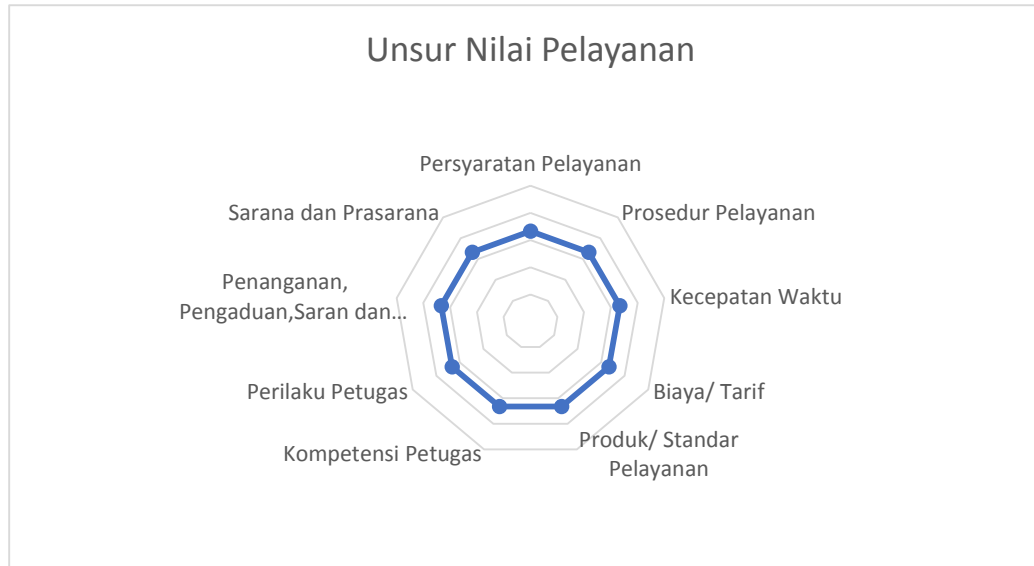 Unsur Nilai Pelayanan
Persyaratan Pelayanan
Prosedur Pelayanan
Kecepatan Waktu
Biaya/ Tarif
Produk/ Standar
Pelayanan
Kompetensi Petugas
Perilaku Petugas
Penanganan,
Pengaduan,Saran dan...
Sarana dan Prasarana